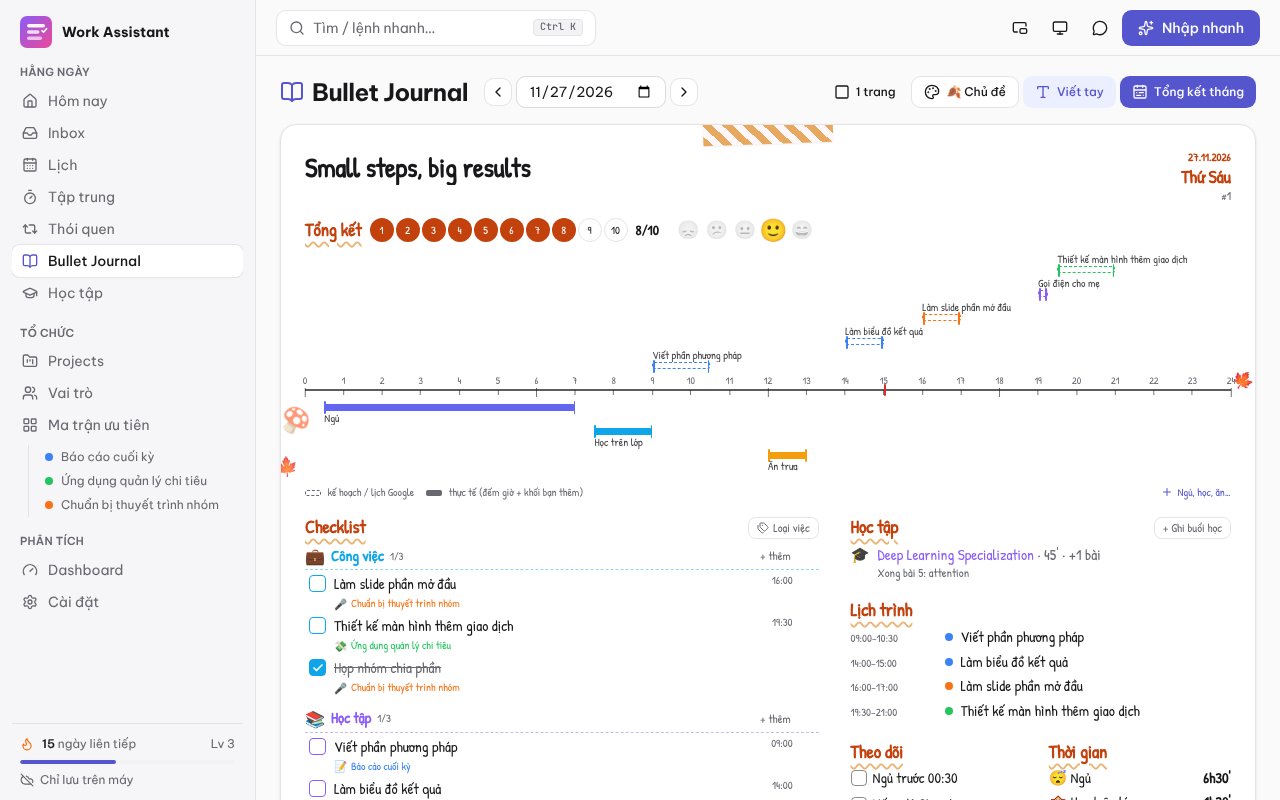 Work Assistant
HẰNG NGÀY
Hôm nay
Inbox
Lịch
Tập trung
Thói quen
Bullet Journal
Học tập
TỔ CHỨC
Projects
Vai trò
Ma trận ưu tiên
Báo cáo cuối kỳ
Ứng dụng quản lý chi tiêu
Chuẩn bị thuyết trình nhóm
PHÂN TÍCH
Dashboard
Cài đặt
15 ngày liên tiếp Lv 3
Chỉ lưu trên máy
Tìm / lệnh nhanh... Ctrl K
Nhập nhanh
Bullet Journal 11/27/2026
1 trang Chủ đề Viết tay Tổng kết tháng
Small steps, big results
27.11.2026
Thứ Sáu
#1
Tổng kết 1 2 3 4 5 6 7 8 9 10 8/10
Thiết kế màn hình thêm giao dịch
Gọi điện cho mẹ
Làm slide phần mở đầu
Làm biểu đồ kết quả
Viết phần phương pháp
0 1 2 3 4 5 6 7 8 9 10 11 12 13 14 15 16 17 18 19 20 21 22 23 24
Ngủ
Học trên lớp
Ăn trưa
kế hoạch / lịch Google thực tế (đếm giờ + khối bạn thêm) + Ngủ, học, ăn...
Checklist Loại việc
Công việc 1/3 + thêm
Làm slide phần mở đầu 16:00
Chuẩn bị thuyết trình nhóm
Thiết kế màn hình thêm giao dịch 19:30
Ứng dụng quản lý chi tiêu
Họp nhóm chia phần
Chuẩn bị thuyết trình nhóm
Học tập 1/3 + thêm
Viết phần phương pháp 09:00
Báo cáo cuối kỳ
Làm biểu đồ kết quả 14:00
Học tập + Ghi buổi học
Deep Learning Specialization · 45' · +1 bài
Xong bài 5: attention
Lịch trình
09:00–10:30 Viết phần phương pháp
14:00–15:00 Làm biểu đồ kết quả
16:00–17:00 Làm slide phần mở đầu
19:30–21:00 Thiết kế màn hình thêm giao dịch
Theo dõi
Ngủ trước 00:30
Thời gian
Ngủ 6h30'